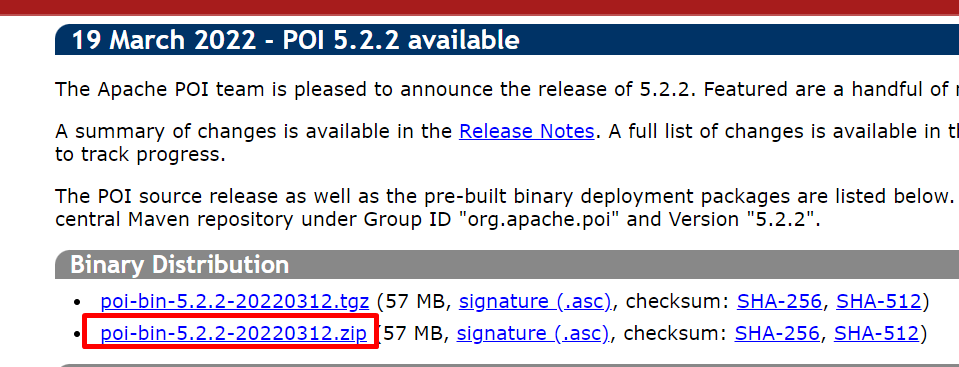 19 March 2022 - POI 5.2.2 available
The Apache POI team is pleased to announce the release of 5.2.2. Featured are a handful of
A summary of changes is available in the Release Notes. A full list of changes is available in
to track progress.
The POI source release as well as the pre-built binary deployment packages are listed below.
central Maven repository under Group ID "org.apache.poi" and Version "5.2.2".
Binary Distribution
• poi-bin-5.2.2-20220312.tgz (57 MB, signature (.asc), checksum: SHA-256, SHA-512)
• poi-bin-5.2.2-20220312.zip (57 MB, signature (.asc), checksum: SHA-256, SHA-512)